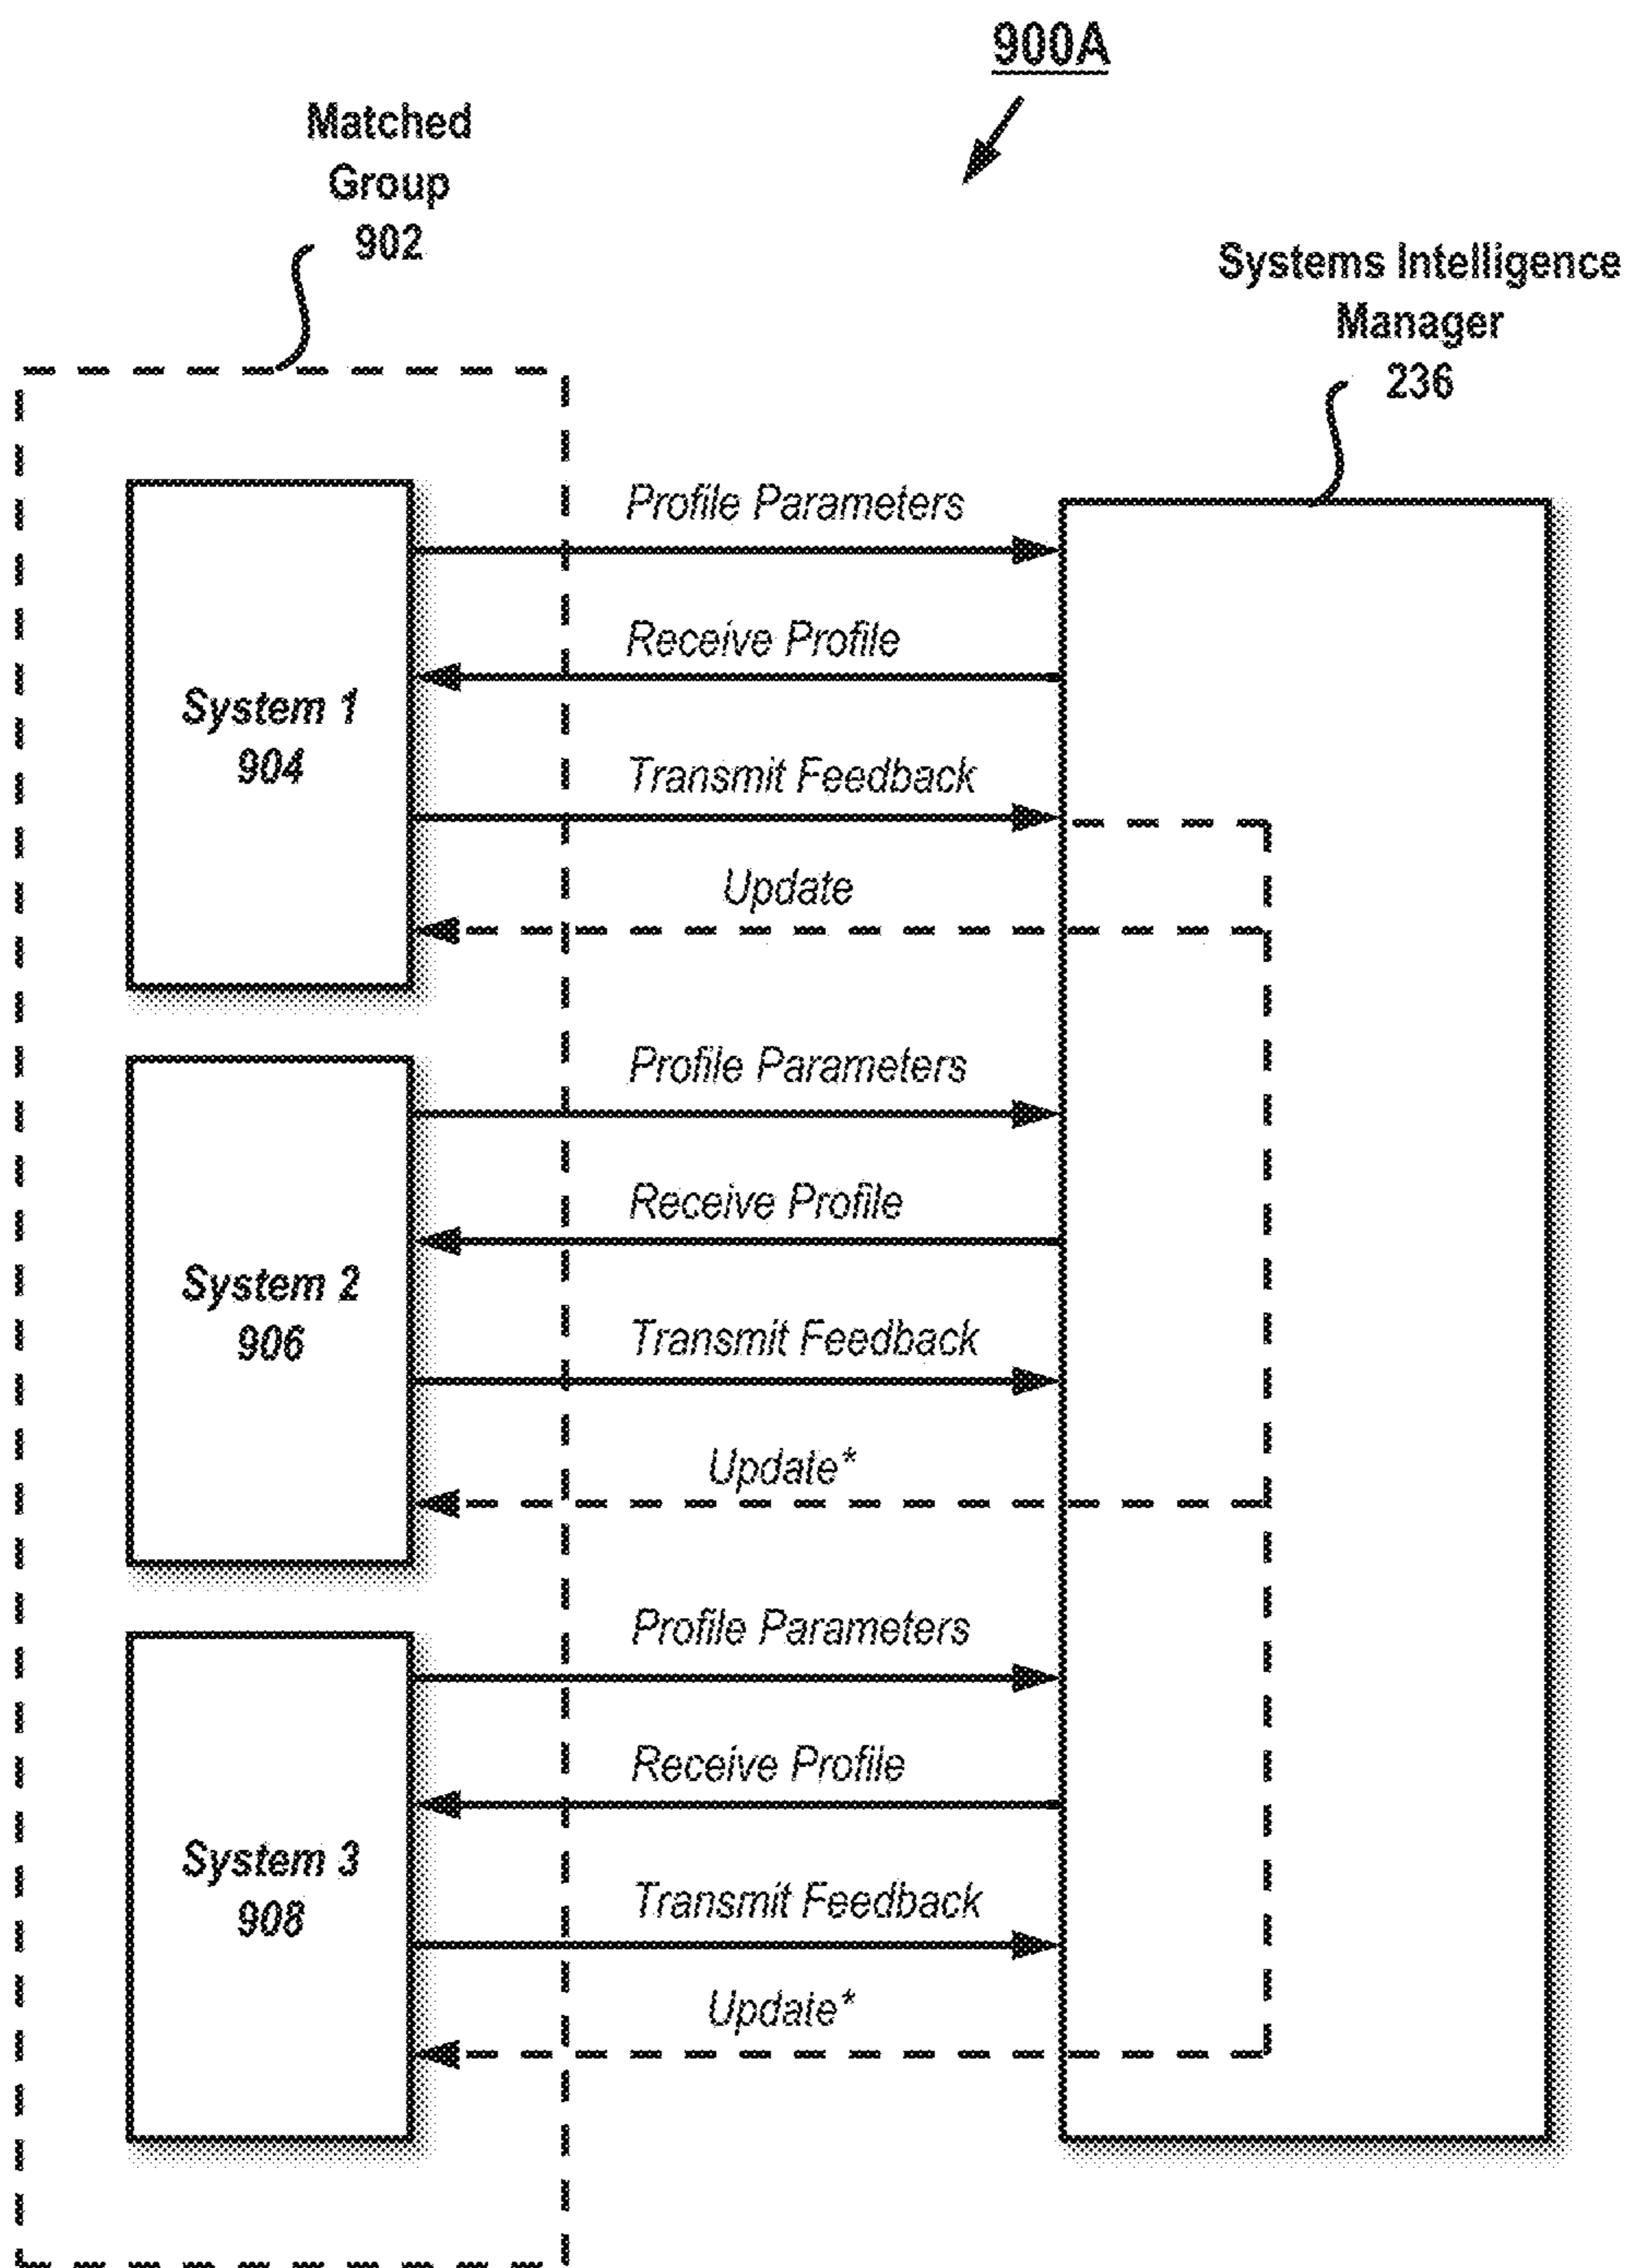 900A
Matched
Group
902
Systems Intelligence
Manager
236
Profile Parameters
Receive Profile
System 1
904
Transmit Feedback
Update
Profile Parameters
Receive Profile
System 2
906
Transmit Feedback
Update*
Profile Parameters
Receive Profile
System 3
908
Transmit Feedback
Update*